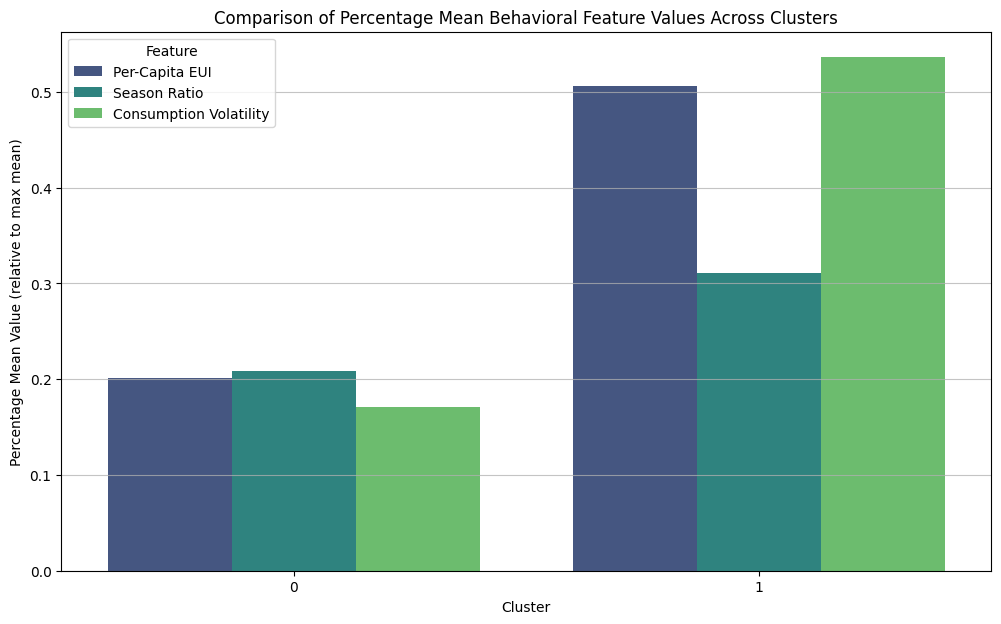 Comparison of Percentage Mean Behavioral Feature Values Across Clusters
Feature
Per-Capita EUI
Season Ratio
Consumption Volatility
Percentage Mean Value (relative to max mean)
0.5
0.4
0.3
0.2
0.1
0.0
0
1
Cluster